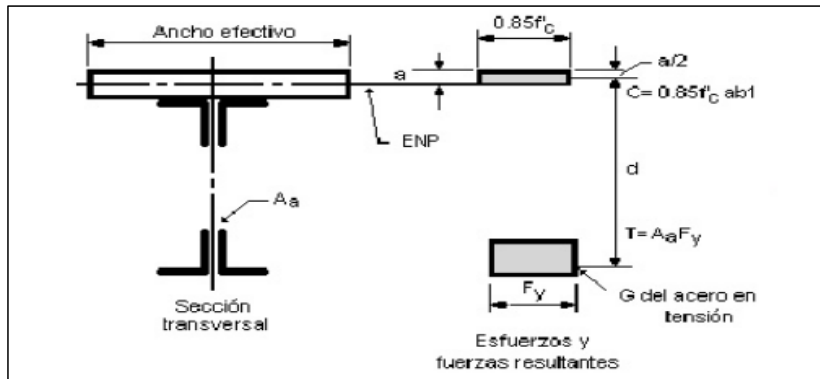 Ancho efectivo
0.85f'c
a
a/2
C= 0.85f'c ab1
ENP
d
Aa
T= AaFy
Fy
G del acero en
tensión
Sección
transversal
Esfuerzos y
fuerzas resultantes